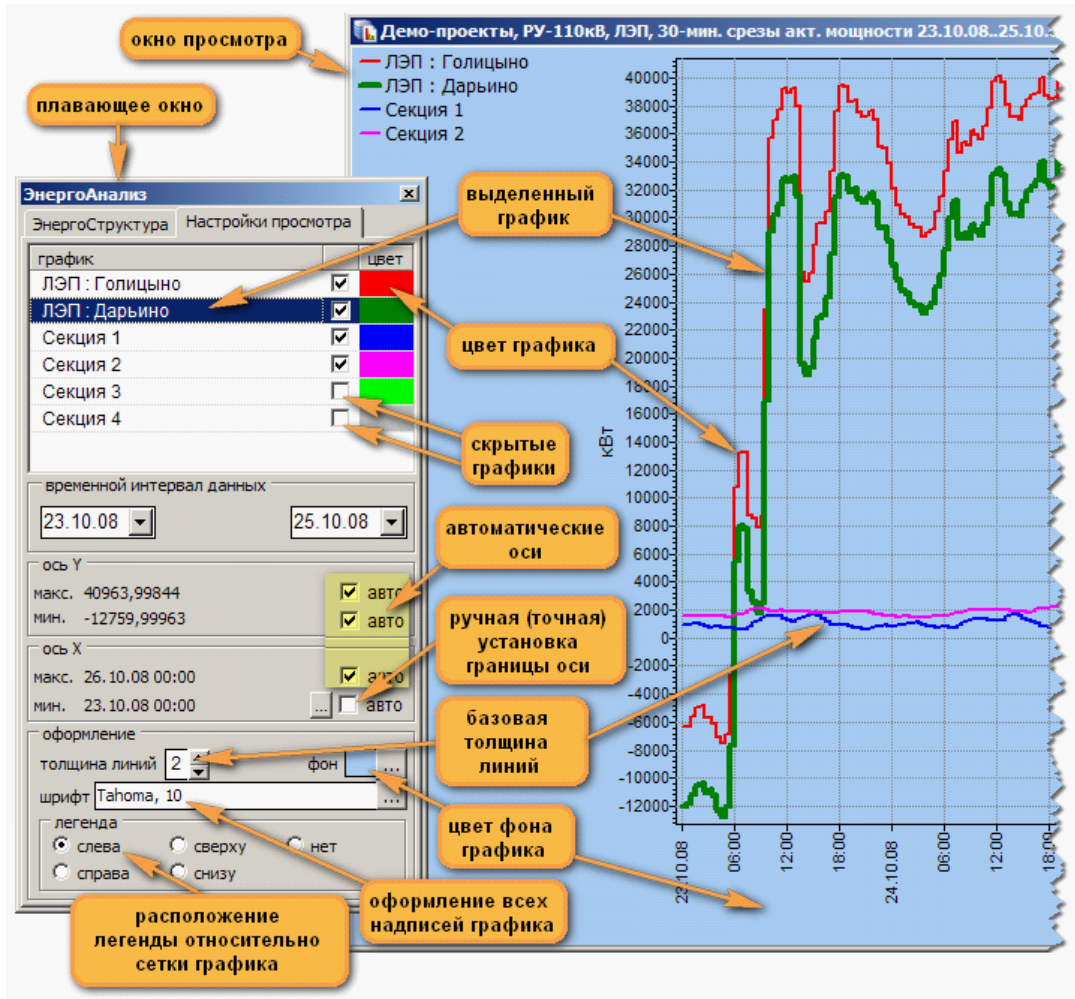 окно просмотра
плавающее окно
Демо-проекты, РУ-110кВ, ЛЭП, 30-мин. срезы акт. мощности 23.10.08..25.10.
ЛЭП : Голицыно
ЛЭП : Дарьино
Секция 1
Секция 2
ЭнергоАнализ
ЭнергоСтруктура Настройки просмотра
график цвет
ЛЭП : Голицыно
ЛЭП : Дарьино
Секция 1
Секция 2
Секция 3
Секция 4
временной интервал данных
23.10.08 25.10.08
ось Y
макс. 40963,99844 авто
мин. -12759,99963 авто
ось X
макс. 26.10.08 00:00 авто
мин. 23.10.08 00:00 ... авто
оформление
толщина линий 2 фон ...
шрифт Tahoma, 10 ...
легенда
слева сверху нет
справа снизу
выделенный
график
цвет графика
скрытые
графики
автоматические
оси
ручная (точная)
установка
границы оси
базовая
толщина
линий
цвет фона
графика
оформление всех
надписей графика
расположение
легенды относительно
сетки графика
кВт
40000
38000
36000
34000
32000
30000
28000
26000
24000
22000
20000
18000
16000
14000
12000
10000
8000
6000
4000
2000
0
-2000
-4000
-6000
-8000
-10000
-12000
23.10.08
06:00
12:00
18:00
24.10.08
06:00
12:00
18:00